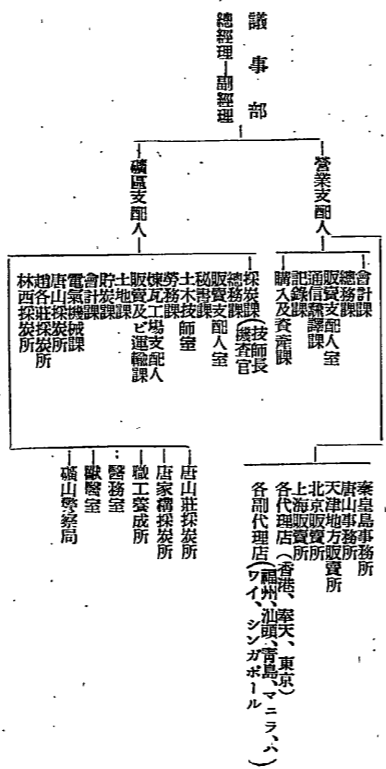 議事部
總經理―副經理
營業支配人
會計課
總務課
販賣支配人室
通信飜譯課
記錄課
購入及資產課
秦皇島事務所
唐山事務所
天津地方販賣所
北京販賣所
上海販賣所
各代理店（香港、奉天、東京）
各副代理店（福州、汕頭、青島、マニラ、ハワイ、シンガポール）
礦區支配人
採炭課（技師長
檢查官
總務課
販賣支配人室
秘書課
土木技師室
勞務課
煉瓦工場支配人
販賣及ビ運輸課
土地課
貯炭課
會計課
電氣機械課
唐山採炭所
趙各莊採炭所
林西採炭所
唐山莊採炭所
唐家橫採炭所
職工養成所
醫務室
獸醫室
礦山警察局